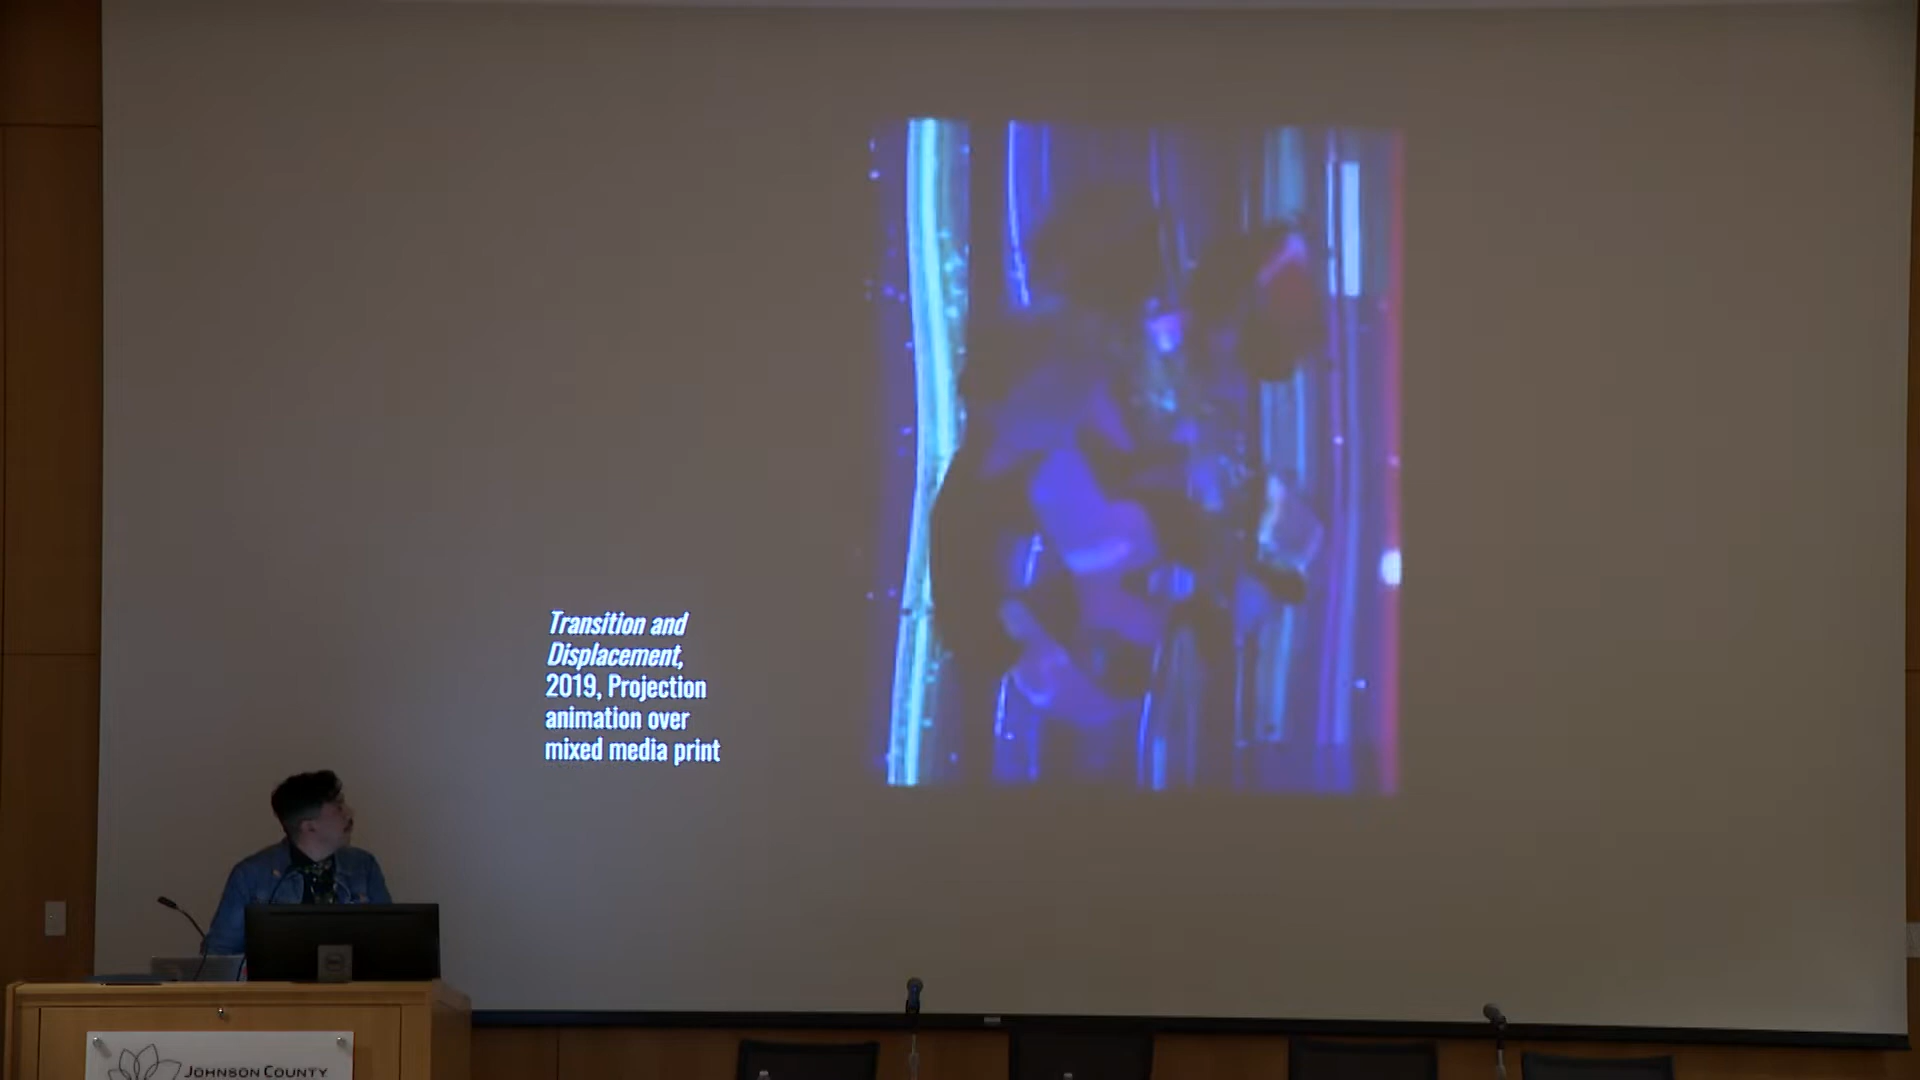 Transition and
Displacement,
2019, Projection
animation over
mixed media print
JOHNSON COUNTY